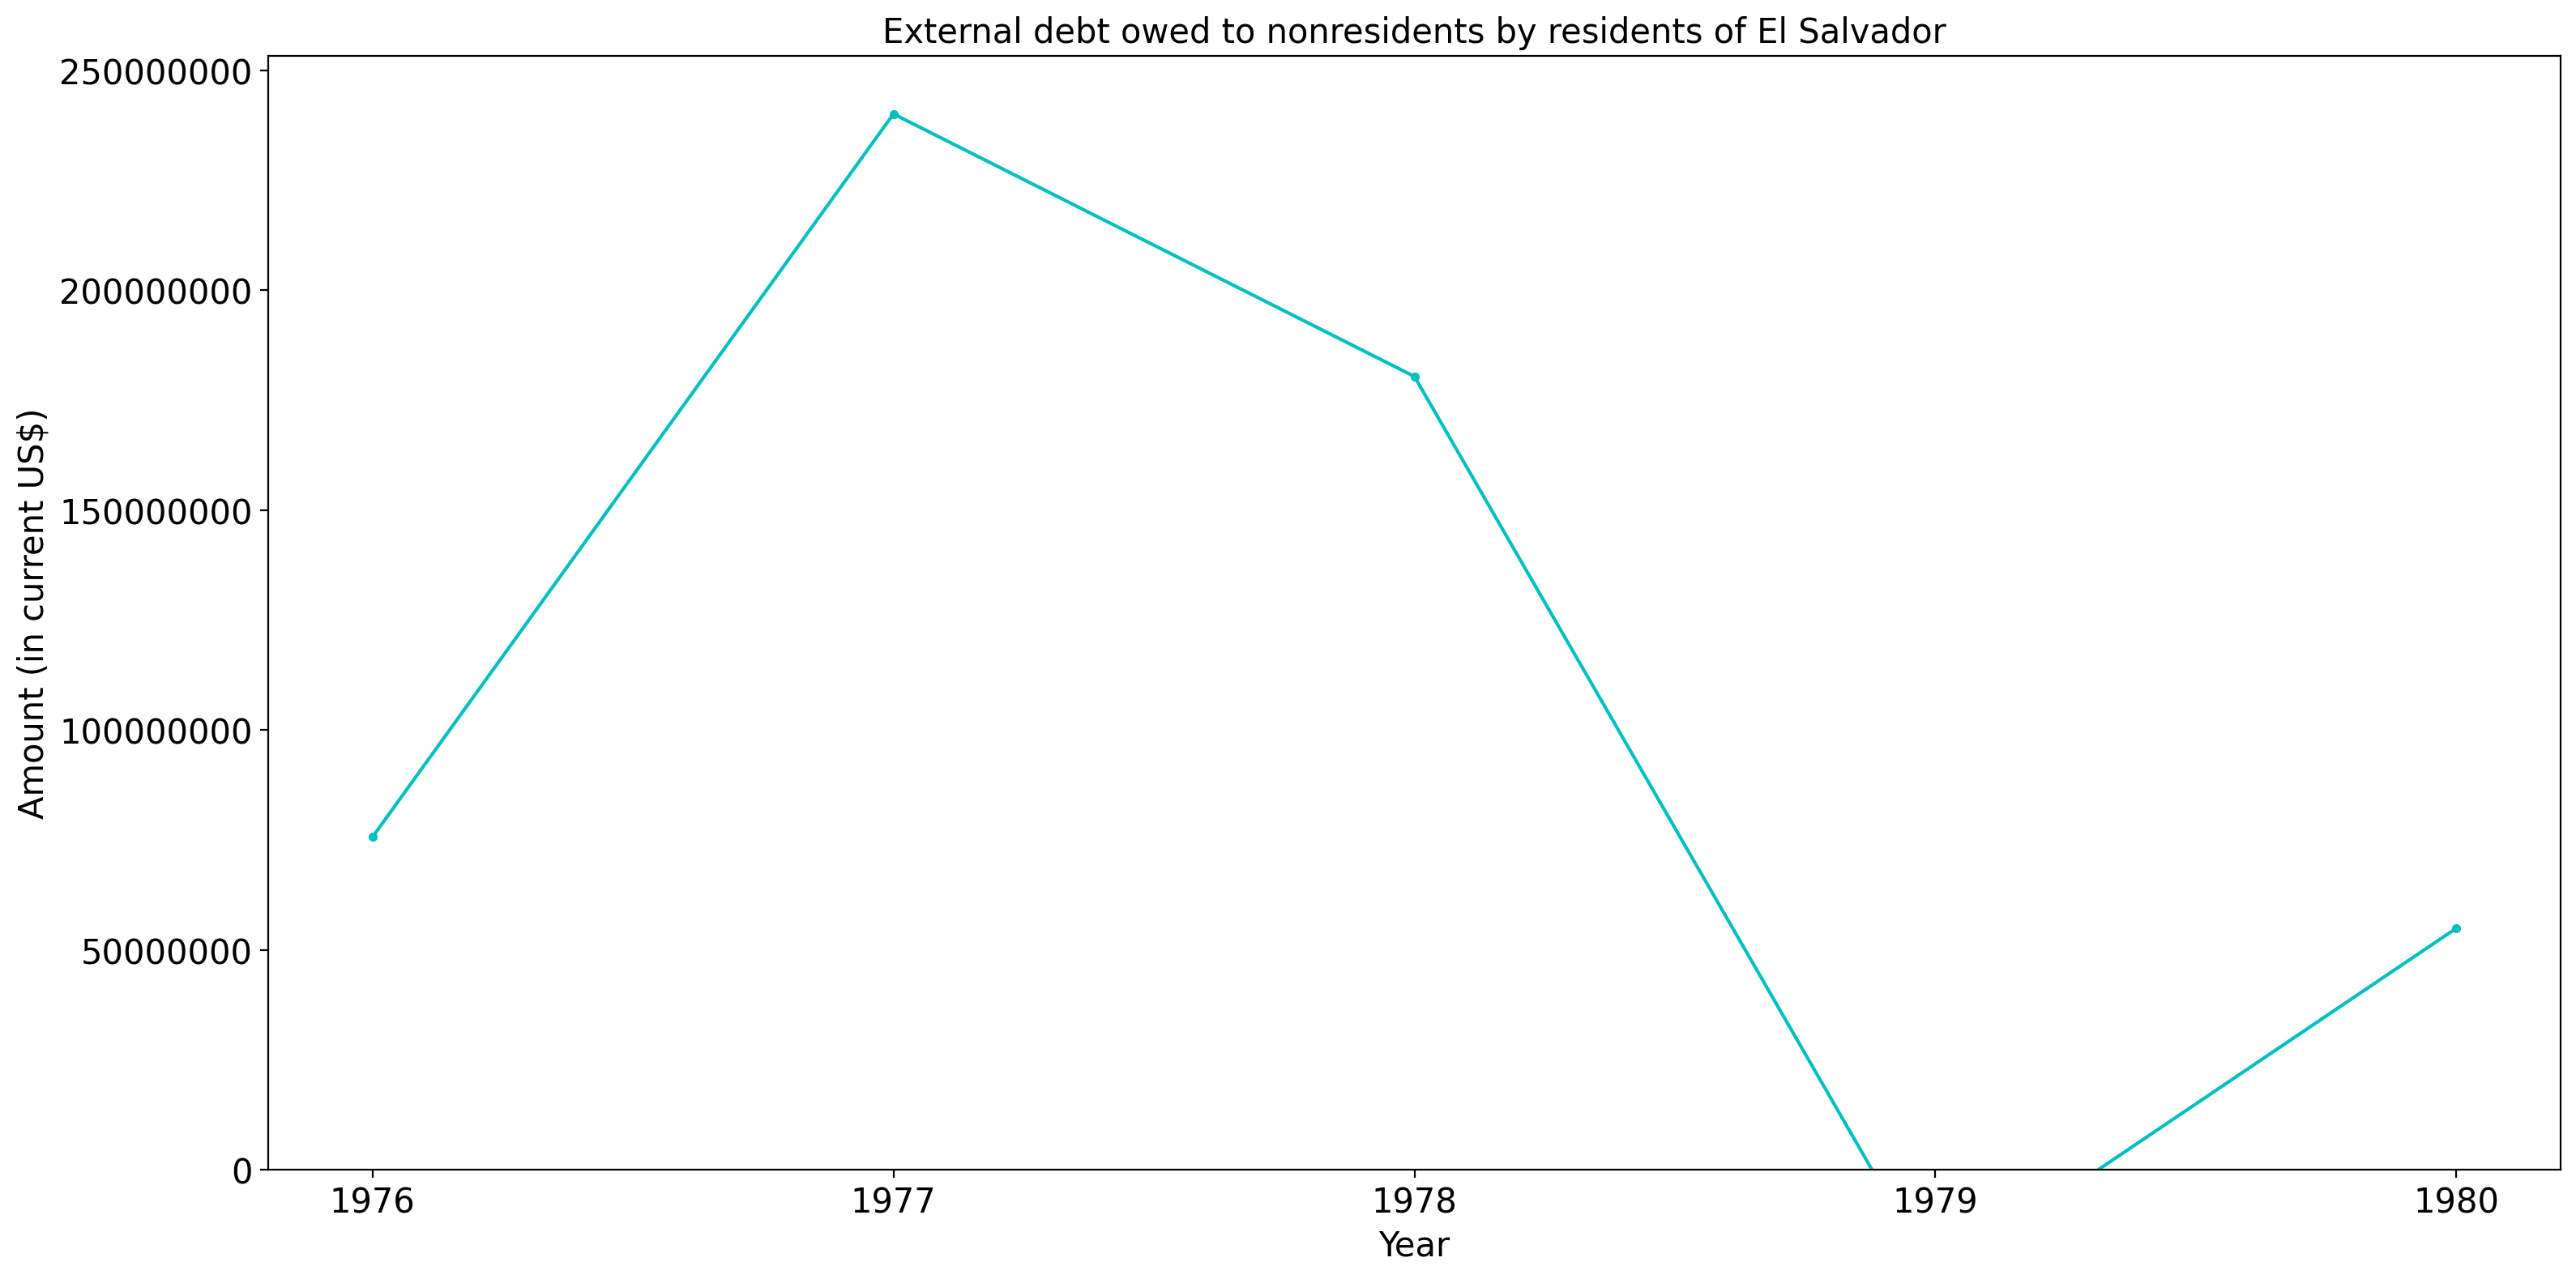 External debt owed to nonresidents by residents of El Salvador
Amount (in current US$)
250000000
200000000
150000000
100000000
50000000
0
1976 1977 1978 1979 1980
Year